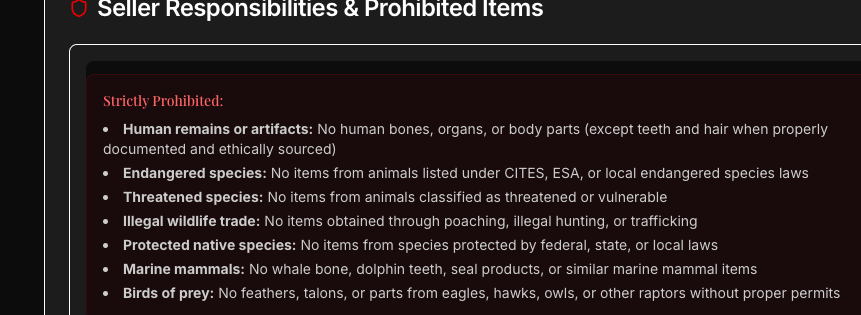 Seller Responsibilities & Prohibited Items
Strictly Prohibited:
• Human remains or artifacts: No human bones, organs, or body parts (except teeth and hair when properly
documented and ethically sourced)
• Endangered species: No items from animals listed under CITES, ESA, or local endangered species laws
• Threatened species: No items from animals classified as threatened or vulnerable
• Illegal wildlife trade: No items obtained through poaching, illegal hunting, or trafficking
• Protected native species: No items from species protected by federal, state, or local laws
• Marine mammals: No whale bone, dolphin teeth, seal products, or similar marine mammal items
• Birds of prey: No feathers, talons, or parts from eagles, hawks, owls, or other raptors without proper permits